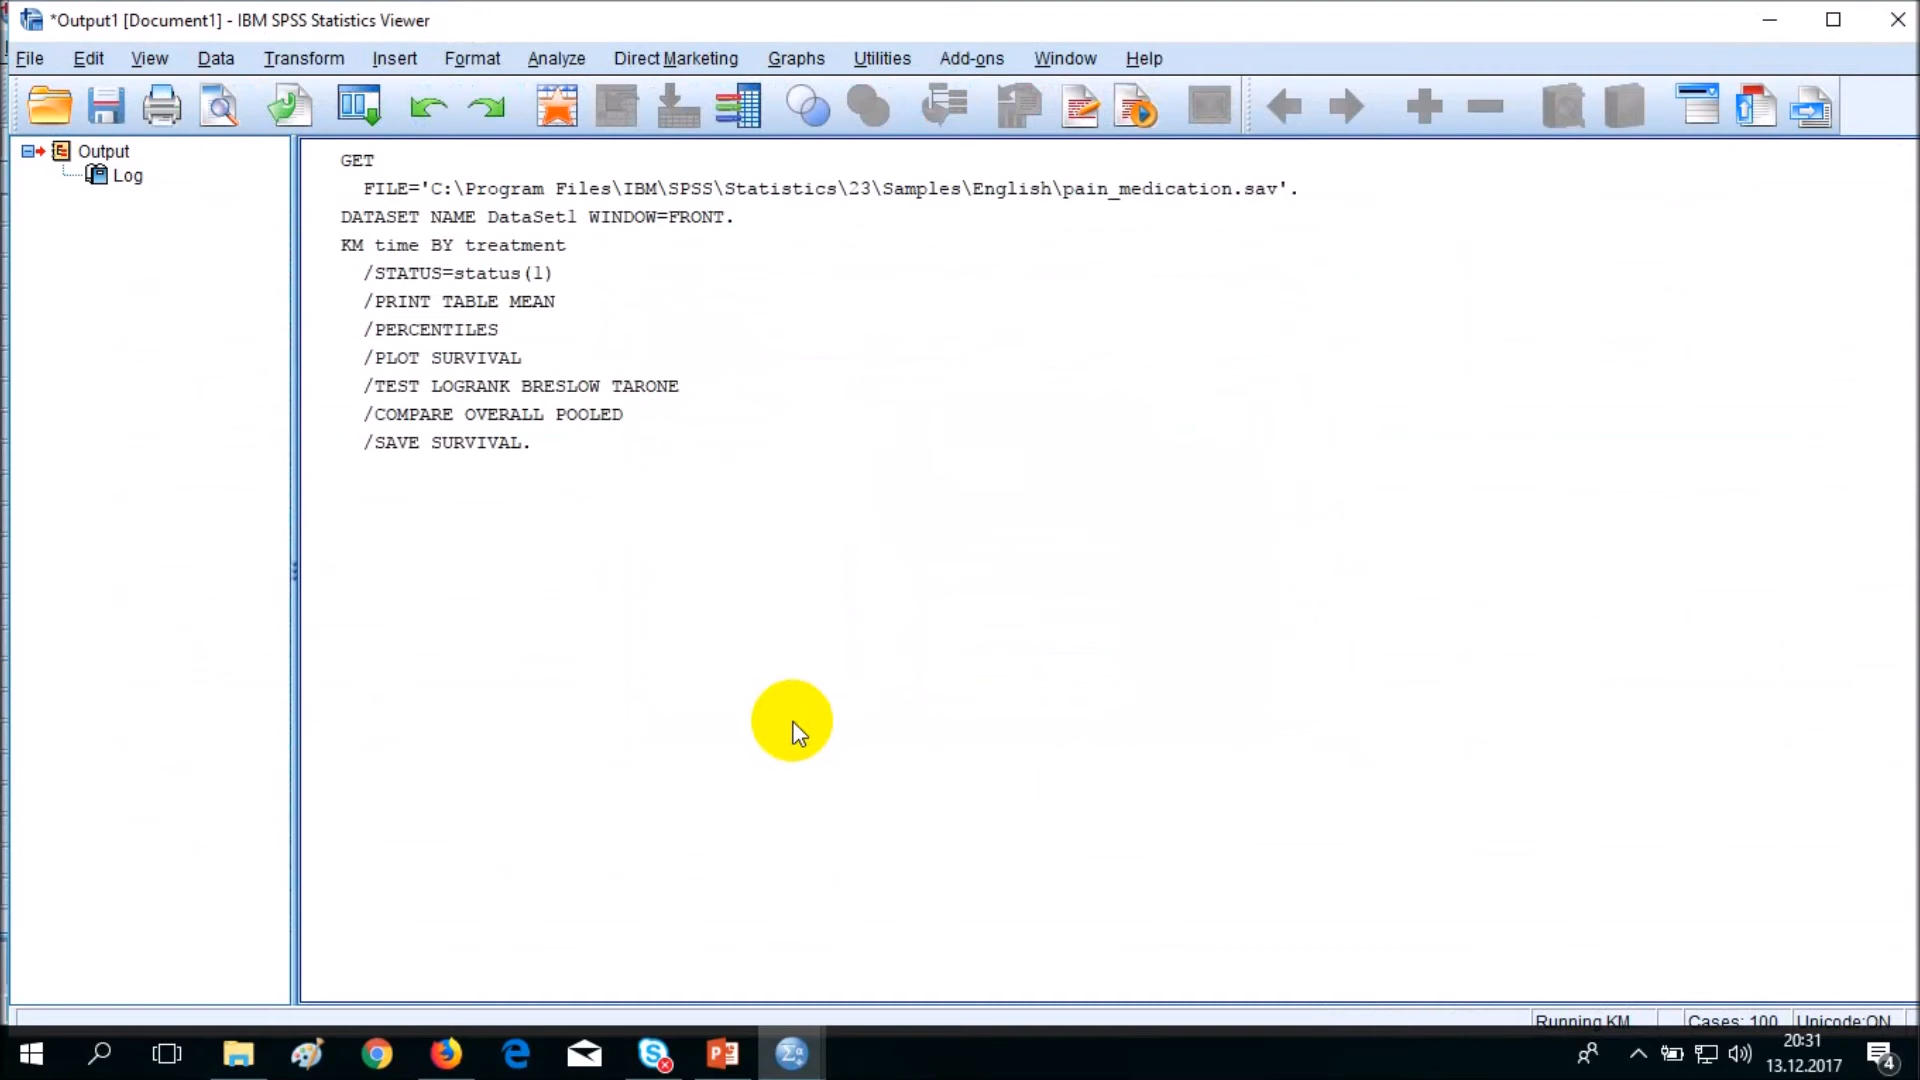 *Output1 [Document1] - IBM SPSS Statistics Viewer
File Edit View Data Transform Insert Format Analyze Direct Marketing Graphs Utilities Add-ons Window Help
Output
Log
GET
FILE='C:\Program Files\IBM\SPSS\Statistics\23\Samples\English\pain_medication.sav'.
DATASET NAME DataSet1 WINDOW=FRONT.
KM time BY treatment
/STATUS=status(1)
/PRINT TABLE MEAN
/PERCENTILES
/PLOT SURVIVAL
/TEST LOGRANK BRESLOW TARONE
/COMPARE OVERALL POOLED
/SAVE SURVIVAL.
Running KM Cases: 100 Unicode:ON
20:31
13.12.2017
4